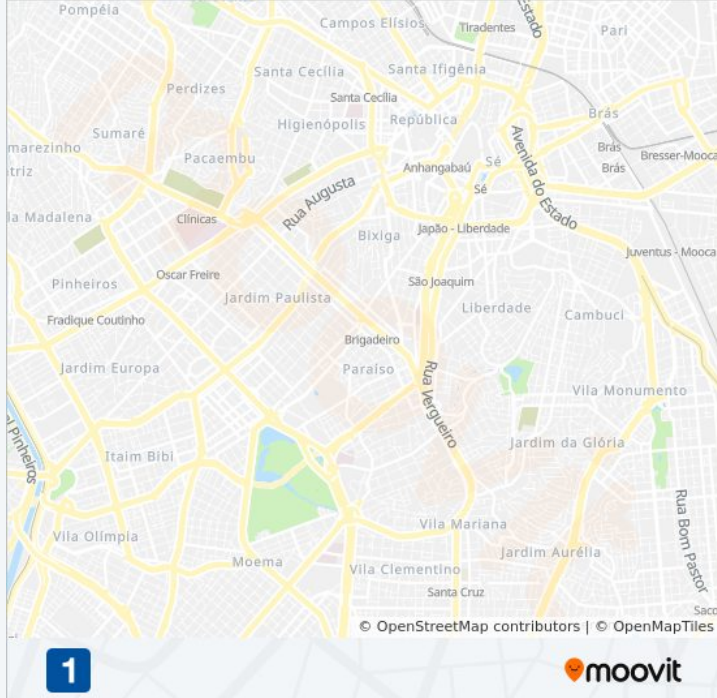 Pompéia
Campos Elísios
Tiradentes
Estado
Pari
Santa Cecília
Santa Ifigênia
Perdizes
Santa Cecília
República
Brás
Higienópolis
Sumaré
Avenida do Estado
marezinho
Pacaembu
Anhangabaú
Sé
Brás
Bresser-Mooca
Brás
triz
Sé
Rua Augusta
la Madalena
Clínicas
Bixiga
Japão - Liberdade
Juventus - Mooca
Oscar Freire
São Joaquim
Pinheiros
Jardim Paulista
Liberdade
Cambuci
Fradique Coutinho
Brigadeiro
Jardim Europa
Paraíso
Rua Vergueiro
Vila Monumento
el Pinheiros
Itaim Bibi
Jardim da Glória
Rua Bom Pastor
Vila Olímpia
Vila Mariana
Moema
Jardim Aurélia
Vila Clementino
Santa Cruz
Saco
© OpenStreetMap contributors | © OpenMapTiles
1
moovit